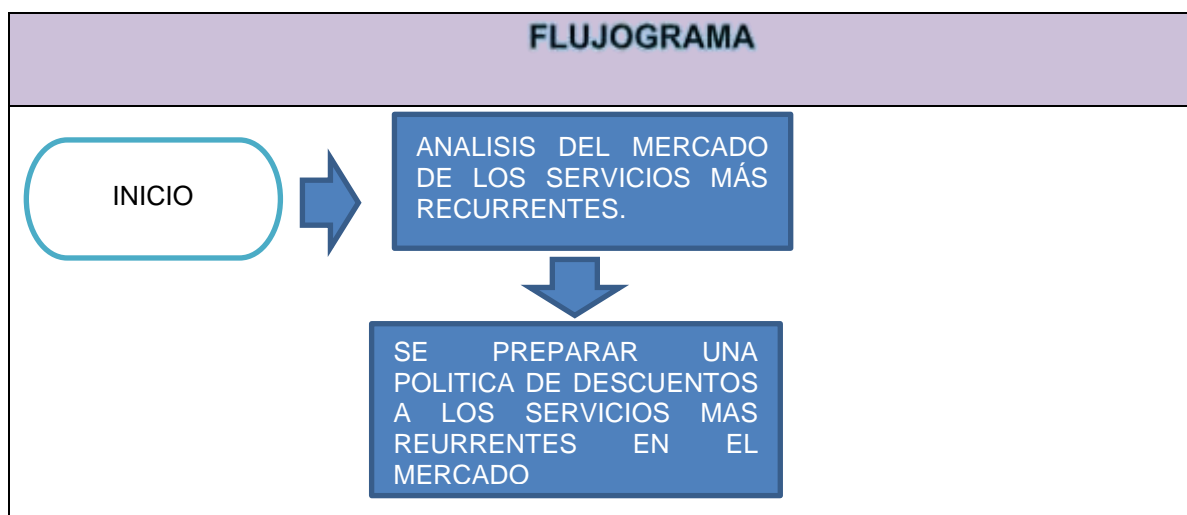 FLUJOGRAMA
INICIO
ANALISIS DEL MERCADO
DE LOS SERVICIOS MÁS
RECURRENTES.
SE PREPARAR UNA
POLITICA DE DESCUENTOS
A LOS SERVICIOS MAS
REURRENTES EN EL
MERCADO